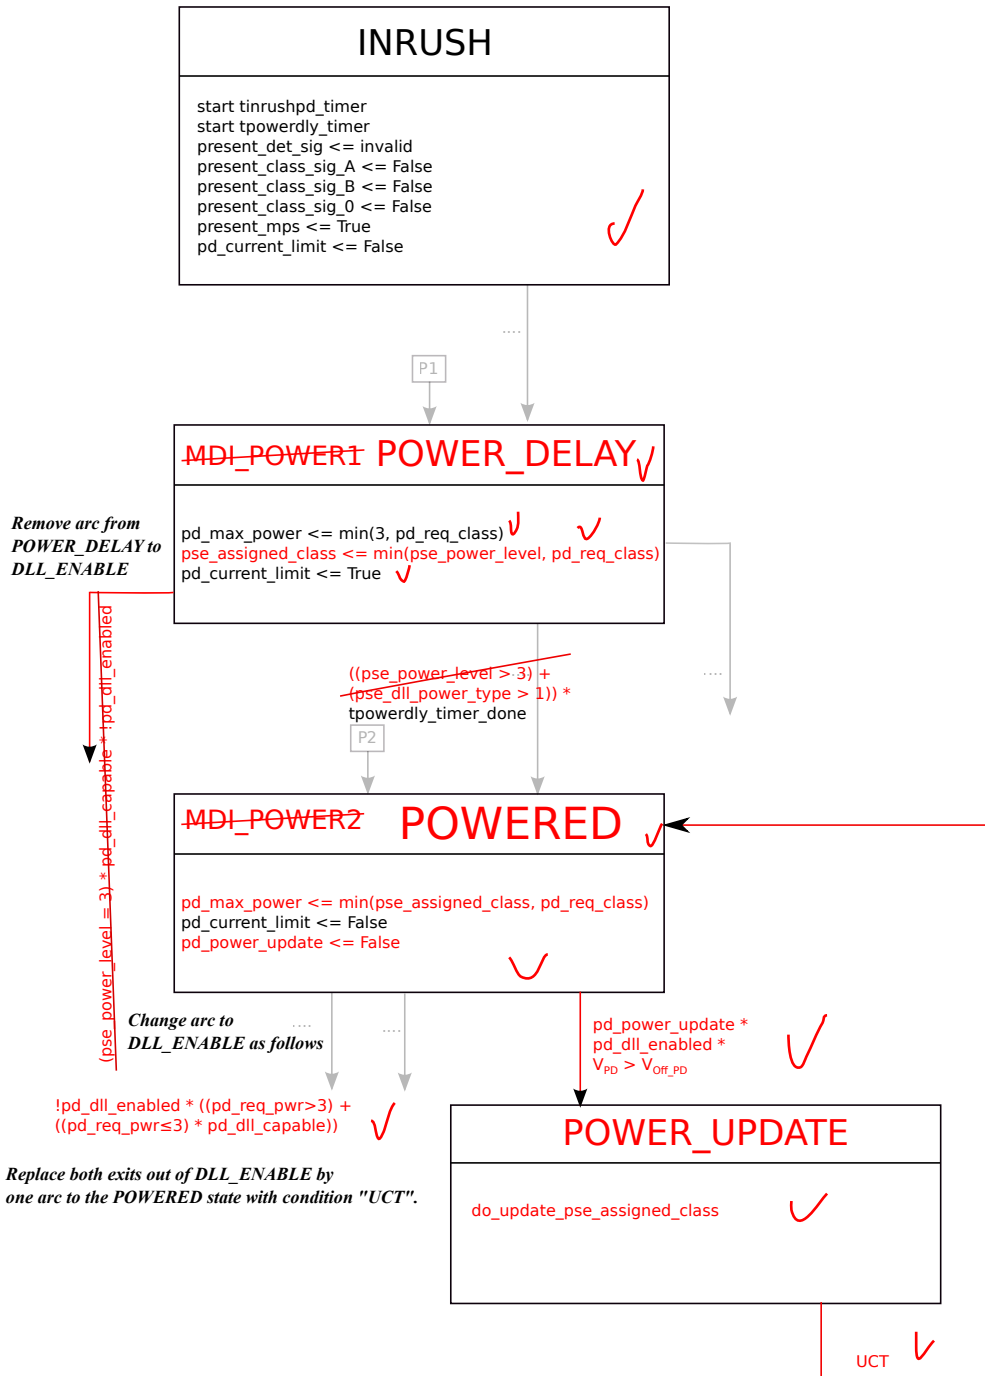 INRUSH
start tinrushpd_timer
start tpowerdly_timer
present_det_sig <= invalid
present_class_sig_A <= False
present_class_sig_B <= False
present_class_sig_0 <= False
present_mps <= True
pd_current_limit <= False
....
P1
MDI_POWER1 POWER_DELAY
Remove arc from
POWER_DELAY to
DLL_ENABLE
pd_max_power <= min(3, pd_req_class)
pse_assigned_class <= min(pse_power_level, pd_req_class)
pd_current_limit <= True
(pse_power_level = 3) * pd_dll_capable * !pd_dll_enabled
((pse_power_level > 3) +
(pse_dll_power_type > 1)) *
tpowerdly_timer_done
....
P2
MDI_POWER2 POWERED
pd_max_power <= min(pse_assigned_class, pd_req_class)
pd_current_limit <= False
pd_power_update <= False
Change arc to
DLL_ENABLE as follows
....
....
pd_power_update *
pd_dll_enabled *
VPD > VOff_PD
!pd_dll_enabled * ((pd_req_pwr>3) +
((pd_req_pwr≤3) * pd_dll_capable))
Replace both exits out of DLL_ENABLE by
one arc to the POWERED state with condition "UCT".
POWER_UPDATE
do_update_pse_assigned_class
UCT